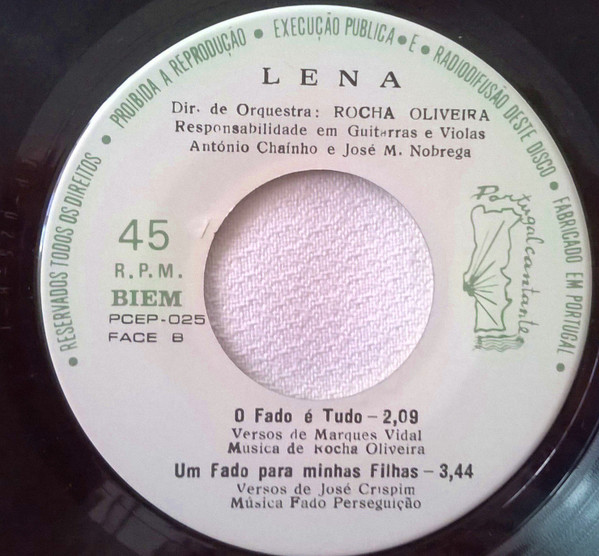 • RESERVADOS TODOS OS DIREITOS • PROIBIDA A REPRODUÇÃO • EXECUÇÃO PUBLICA • E • RADIODIFUSÃO DESTE DISCO • FABRICADO EM PORTUGAL •
LENA
Dir. de Orquestra: ROCHA OLIVEIRA
Responsabilidade em Guitarras e Violas
António Chaínho e José M. Nobrega
Portugalcantante
45
R.P.M.
BIEM
PCEP-025
FACE B
O Fado é Tudo — 2,09
Versos de Marques Vidal
Musica de Rocha Oliveira
Um Fado para minhas Filhas — 3,44
Versos de José Crispim
Música Fado Perseguição